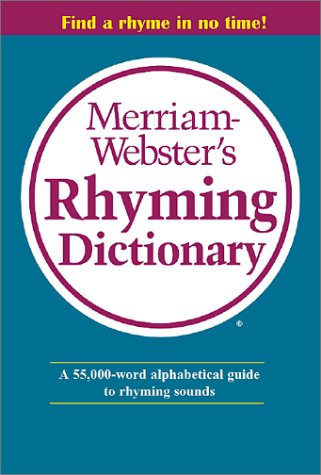 Find a rhyme in no time!
Merriam-
Webster's
Rhyming
Dictionary
®
A 55,000-word alphabetical guide
to rhyming sounds